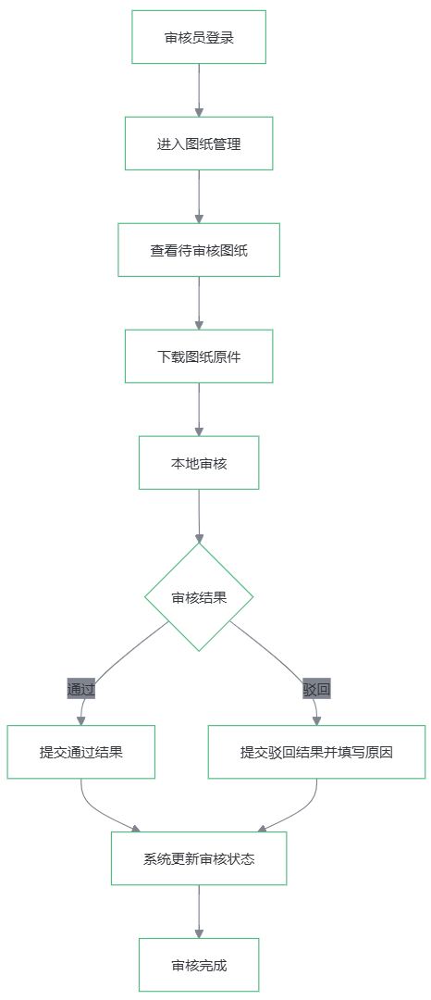 审核员登录
进入图纸管理
查看待审核图纸
下载图纸原件
本地审核
审核结果
通过
驳回
提交通过结果
提交驳回结果并填写原因
系统更新审核状态
审核完成